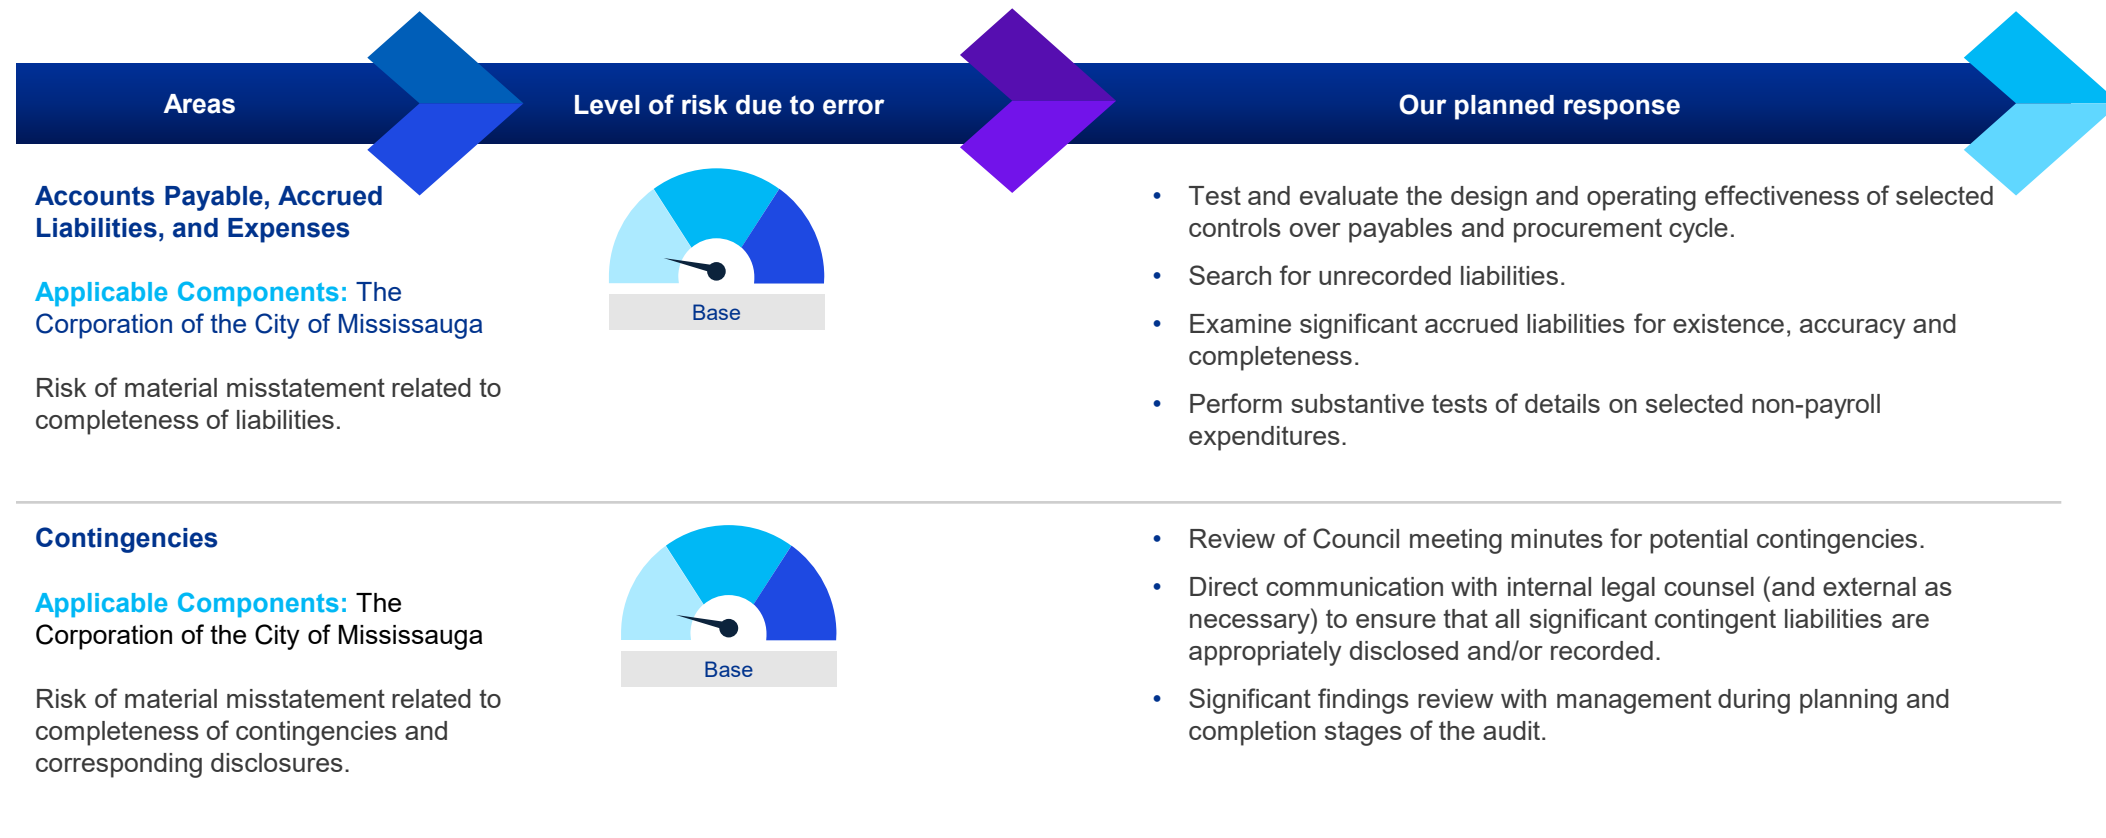 Areas
Level of risk due to error
Our planned response
Accounts Payable, Accrued
Liabilities, and Expenses
Applicable Components: The
Corporation of the City of Mississauga
Risk of material misstatement related to
completeness of liabilities.
Base
• Test and evaluate the design and operating effectiveness of selected
controls over payables and procurement cycle.
• Search for unrecorded liabilities.
• Examine significant accrued liabilities for existence, accuracy and
completeness.
• Perform substantive tests of details on selected non-payroll
expenditures.
Contingencies
Applicable Components: The
Corporation of the City of Mississauga
Risk of material misstatement related to
completeness of contingencies and
corresponding disclosures.
Base
• Review of Council meeting minutes for potential contingencies.
• Direct communication with internal legal counsel (and external as
necessary) to ensure that all significant contingent liabilities are
appropriately disclosed and/or recorded.
• Significant findings review with management during planning and
completion stages of the audit.